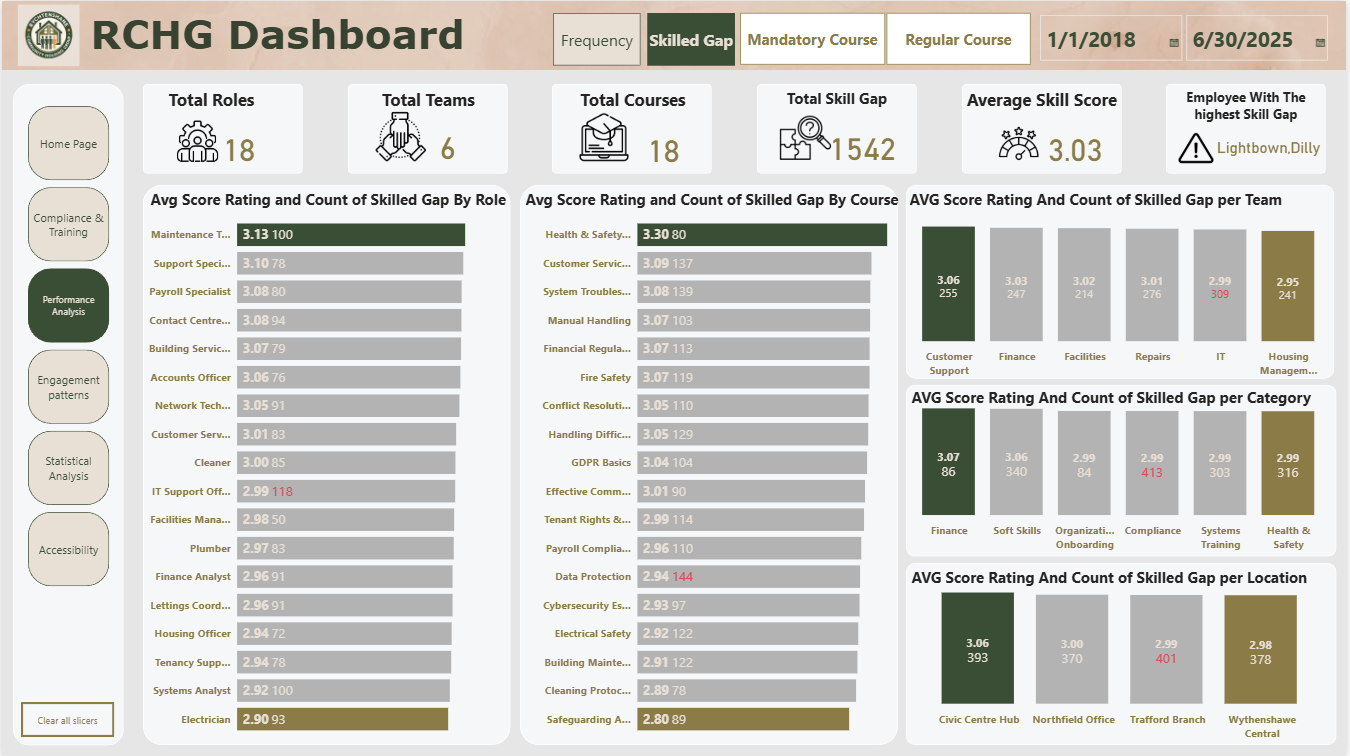 RCHG Dashboard
Frequency
Skilled Gap
Mandatory Course
Regular Course
1/1/2018
6/30/2025
Home Page
Compliance &
Training
Performance
Analysis
Engagement
patterns
Statistical
Analysis
Accessibility
Clear all slicers
Total Roles
18
Total Teams
6
Total Courses
18
Total Skill Gap
1542
Average Skill Score
3.03
Employee With The
highest Skill Gap
Lightbown,Dilly
Avg Score Rating and Count of Skilled Gap By Role
Maintenance T... 3.13 100
Support Speci... 3.10 78
Payroll Specialist 3.08 80
Contact Centre... 3.08 94
Building Servic... 3.07 79
Accounts Officer 3.06 76
Network Tech... 3.05 91
Customer Serv... 3.01 83
Cleaner 3.00 85
IT Support Off... 2.99 118
Facilities Mana... 2.98 50
Plumber 2.97 83
Finance Analyst 2.96 91
Lettings Coord... 2.96 91
Housing Officer 2.94 72
Tenancy Supp... 2.94 78
Systems Analyst 2.92 100
Electrician 2.90 93
Avg Score Rating and Count of Skilled Gap By Course
Health & Safety... 3.30 80
Customer Servic... 3.09 137
System Troubles... 3.08 139
Manual Handling 3.07 103
Financial Regula... 3.07 113
Fire Safety 3.07 119
Conflict Resoluti... 3.05 110
Handling Diffic... 3.05 129
GDPR Basics 3.04 104
Effective Comm... 3.01 90
Tenant Rights &... 2.99 114
Payroll Complia... 2.96 110
Data Protection 2.94 144
Cybersecurity Es... 2.93 97
Electrical Safety 2.92 122
Building Mainte... 2.91 122
Cleaning Protoc... 2.89 78
Safeguarding A... 2.80 89
AVG Score Rating And Count of Skilled Gap per Team
3.06 3.03 3.02 3.01 2.99 2.95
255 247 214 276 309 241
Customer Finance Facilities Repairs IT Housing
Support Managem...
AVG Score Rating And Count of Skilled Gap per Category
3.07 3.06 2.99 2.99 2.99 2.99
86 340 84 413 303 316
Finance Soft Skills Organizati... Compliance Systems Health &
Onboarding Training Safety
AVG Score Rating And Count of Skilled Gap per Location
3.06 3.00 2.99 2.98
393 370 401 378
Civic Centre Hub Northfield Office Trafford Branch Wythenshawe
Central